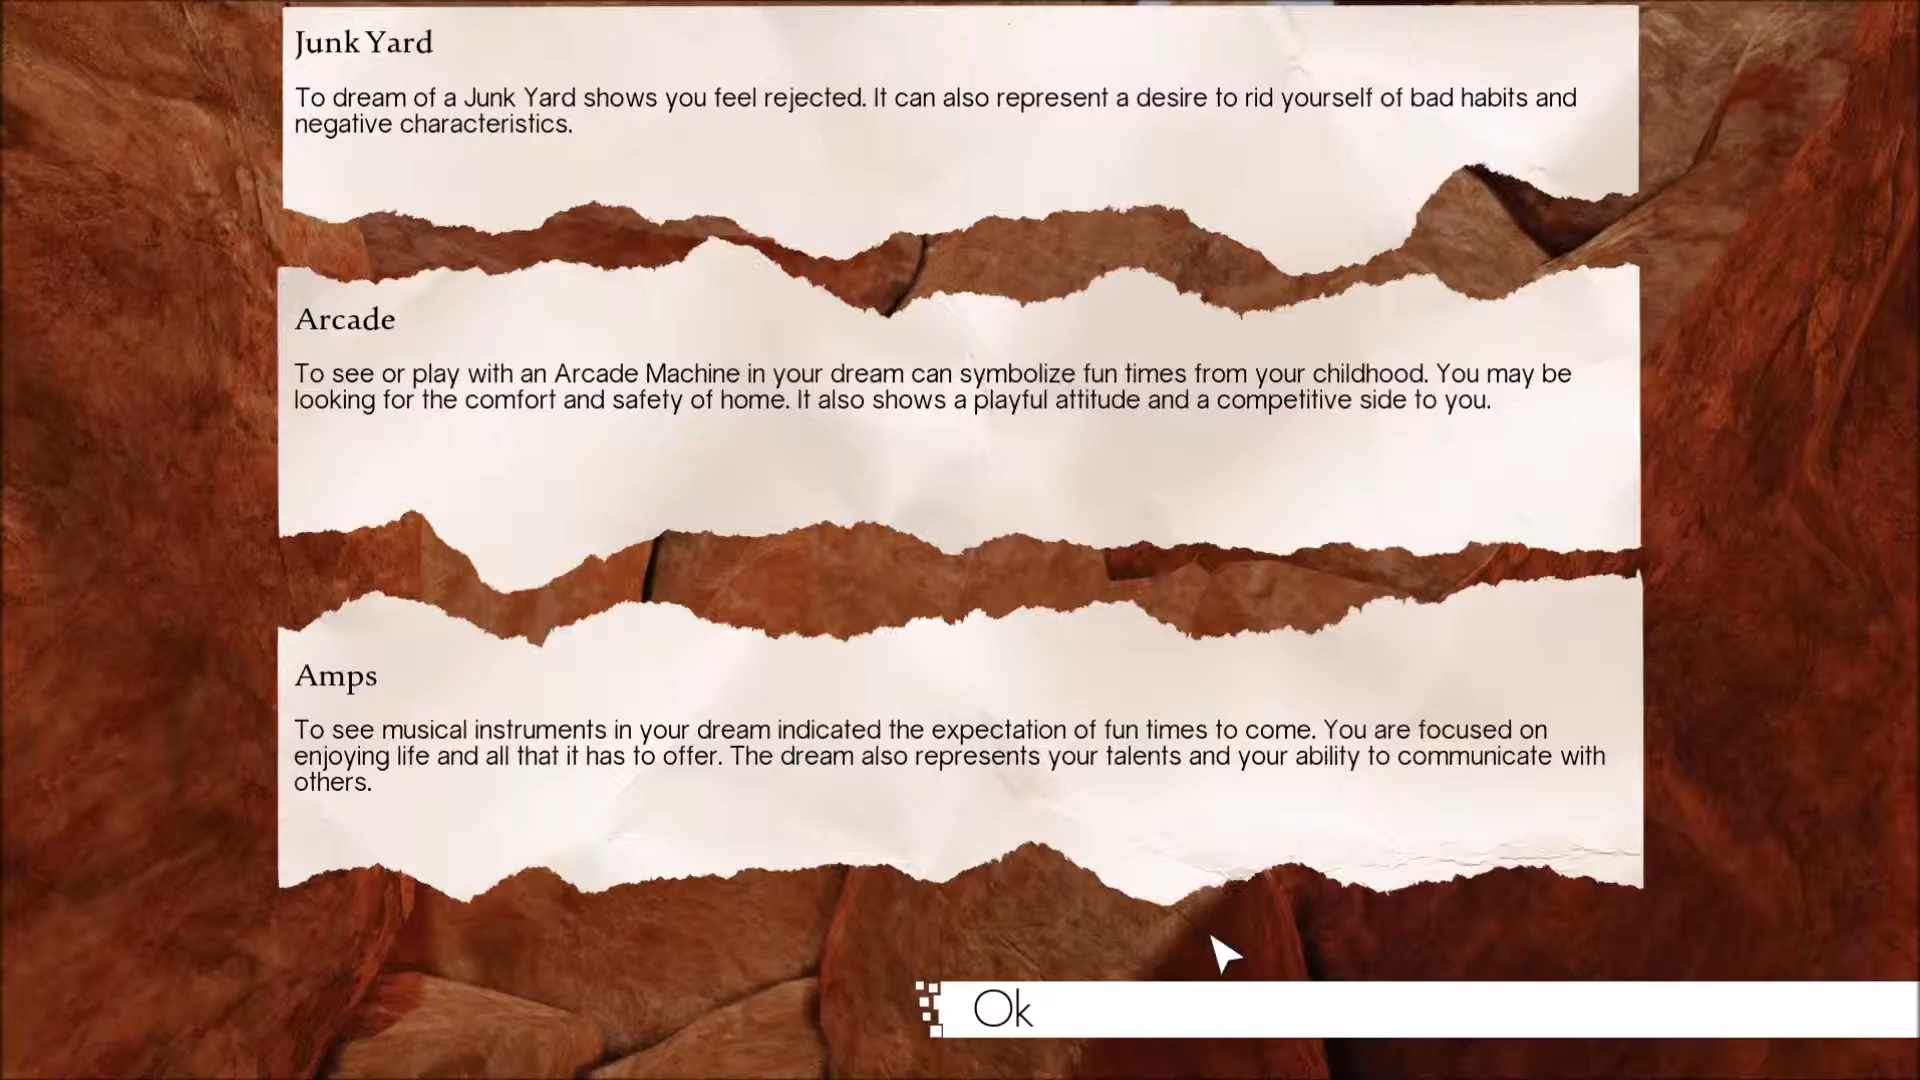 Junk Yard
To dream of a Junk Yard shows you feel rejected. It can also represent a desire to rid yourself of bad habits and
negative characteristics.
Arcade
To see or play with an Arcade Machine in your dream can symbolize fun times from your childhood. You may be
looking for the comfort and safety of home. It also shows a playful attitude and a competitive side to you.
Amps
To see musical instruments in your dream indicated the expectation of fun times to come. You are focused on
enjoying life and all that it has to offer. The dream also represents your talents and your ability to communicate with
others.
Ok